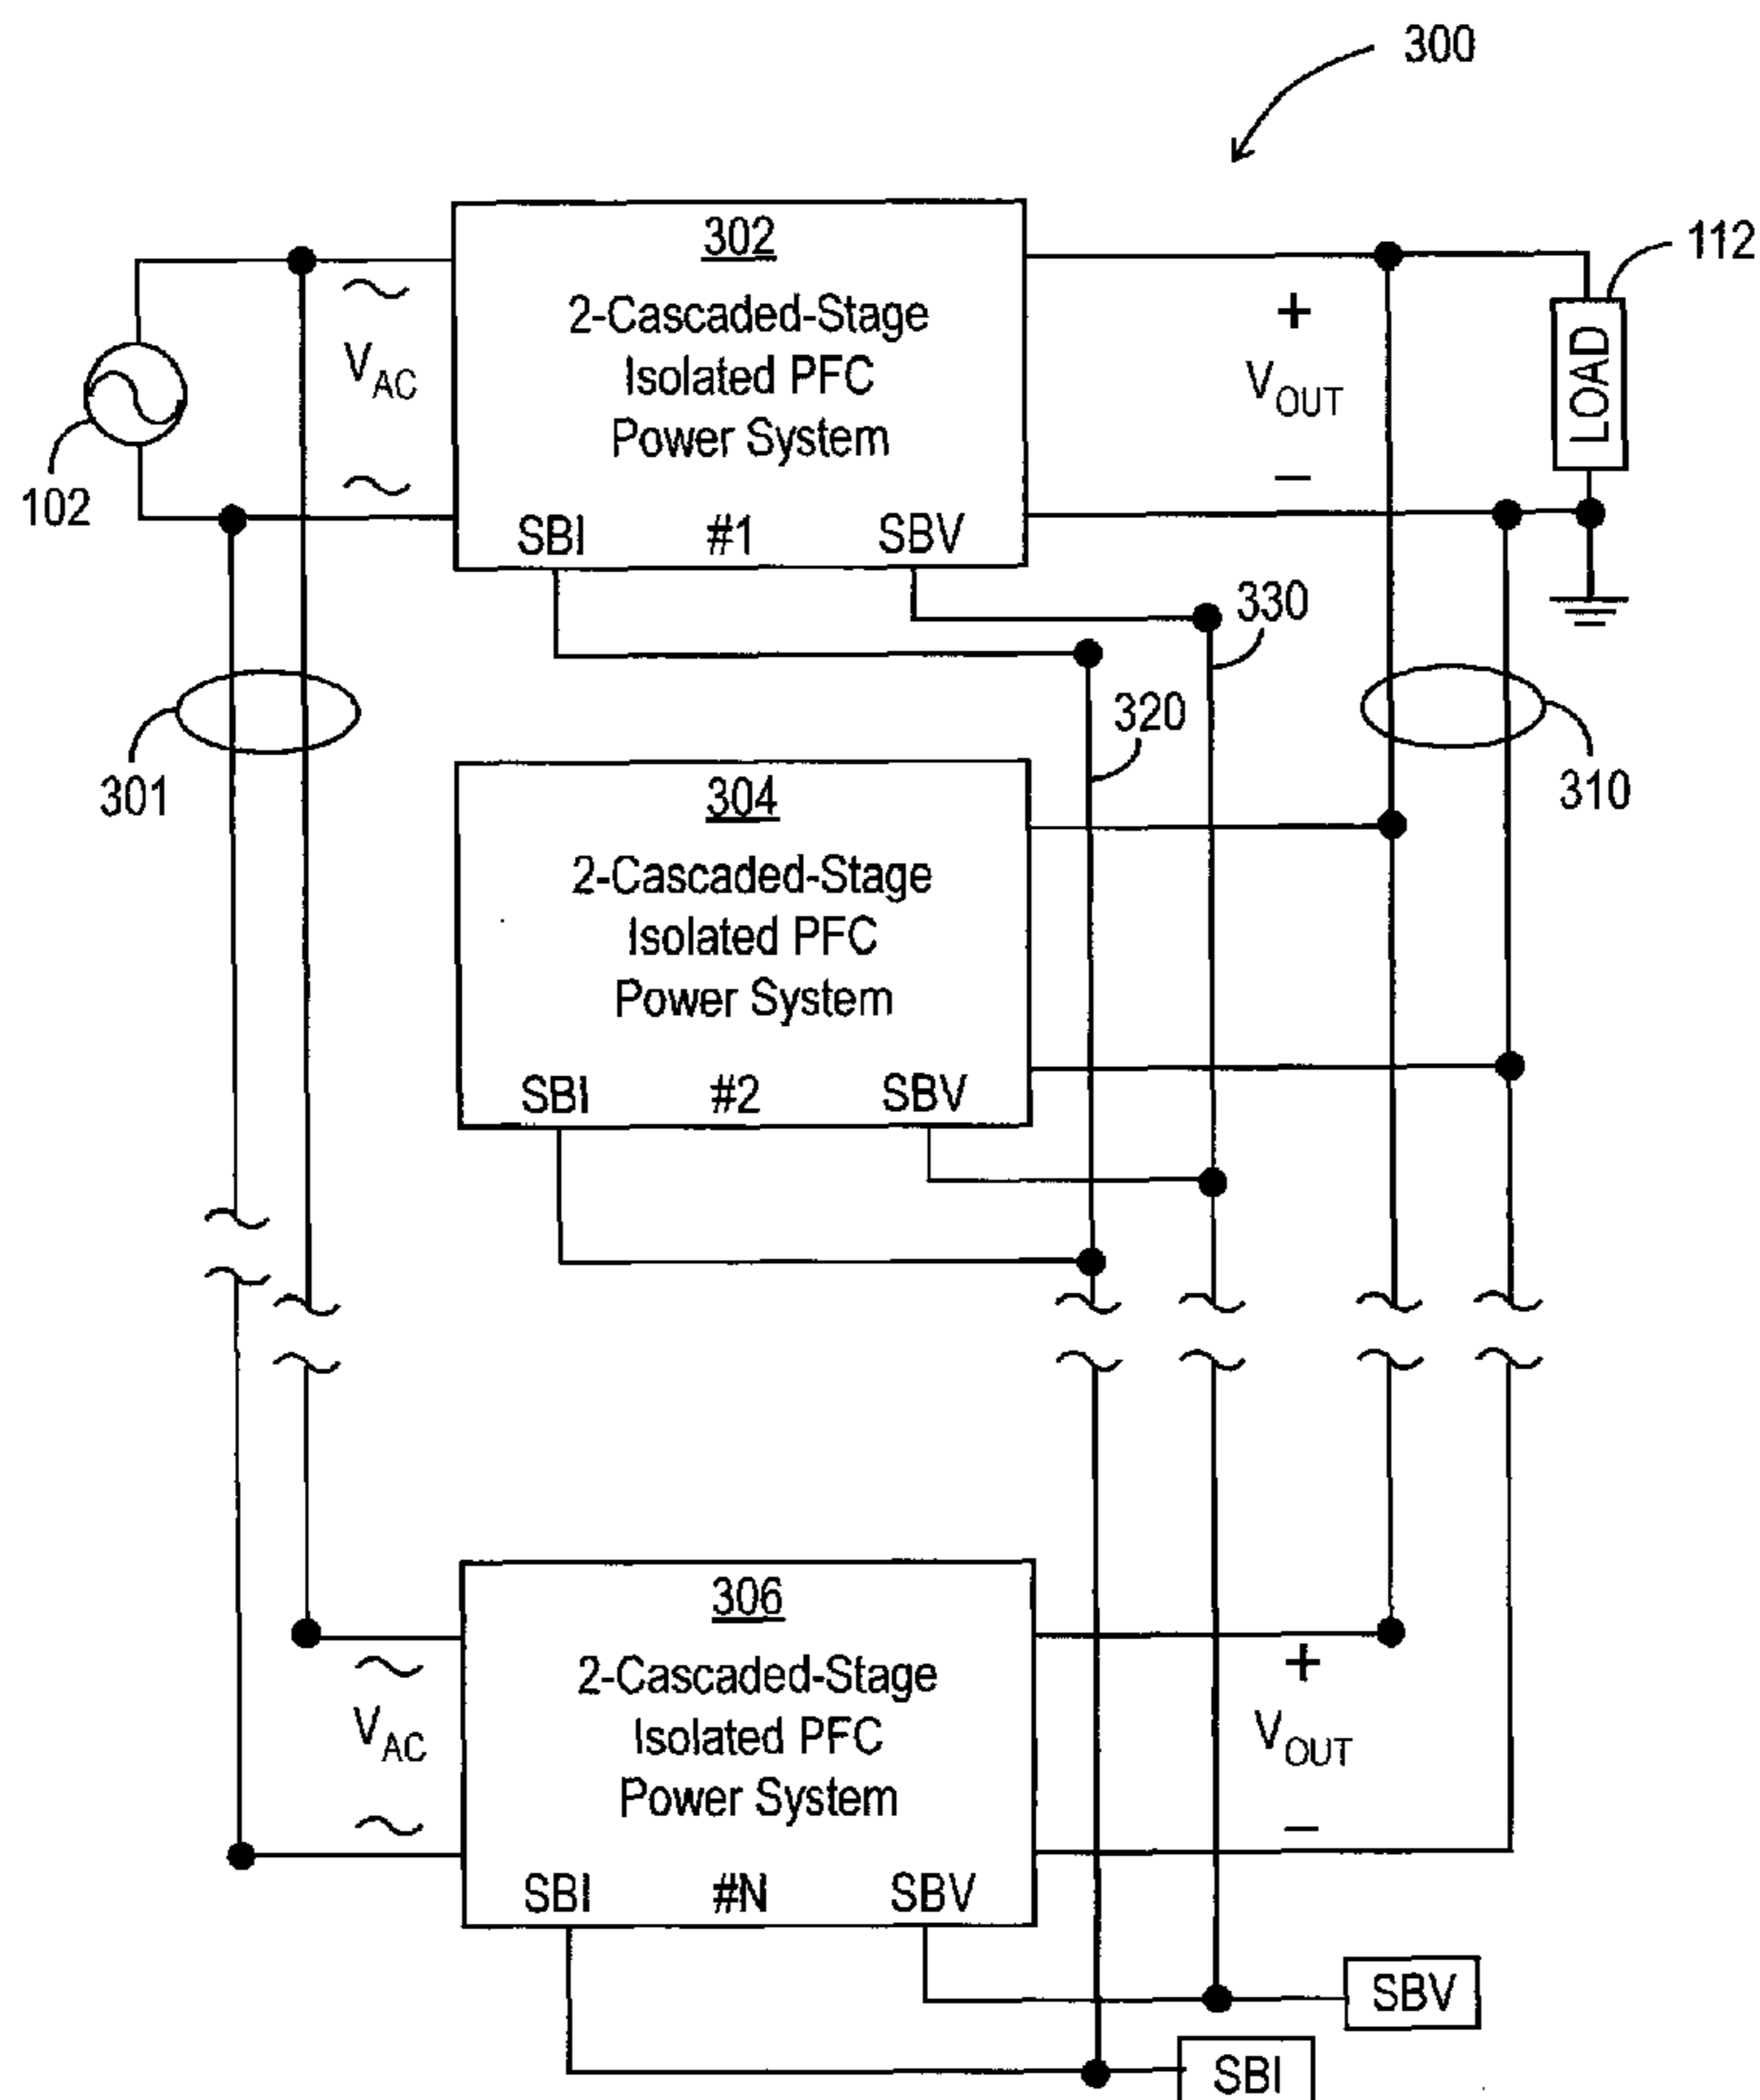 300
302
2-Cascaded-Stage
Isolated PFC
Power System
SBI #1 SBV
VAC
102
+
VOUT
–
LOAD
112
330
320
301
310
304
2-Cascaded-Stage
Isolated PFC
Power System
SBI #2 SBV
306
2-Cascaded-Stage
Isolated PFC
Power System
SBI #N SBV
VAC
+
VOUT
–
SBV
SBI